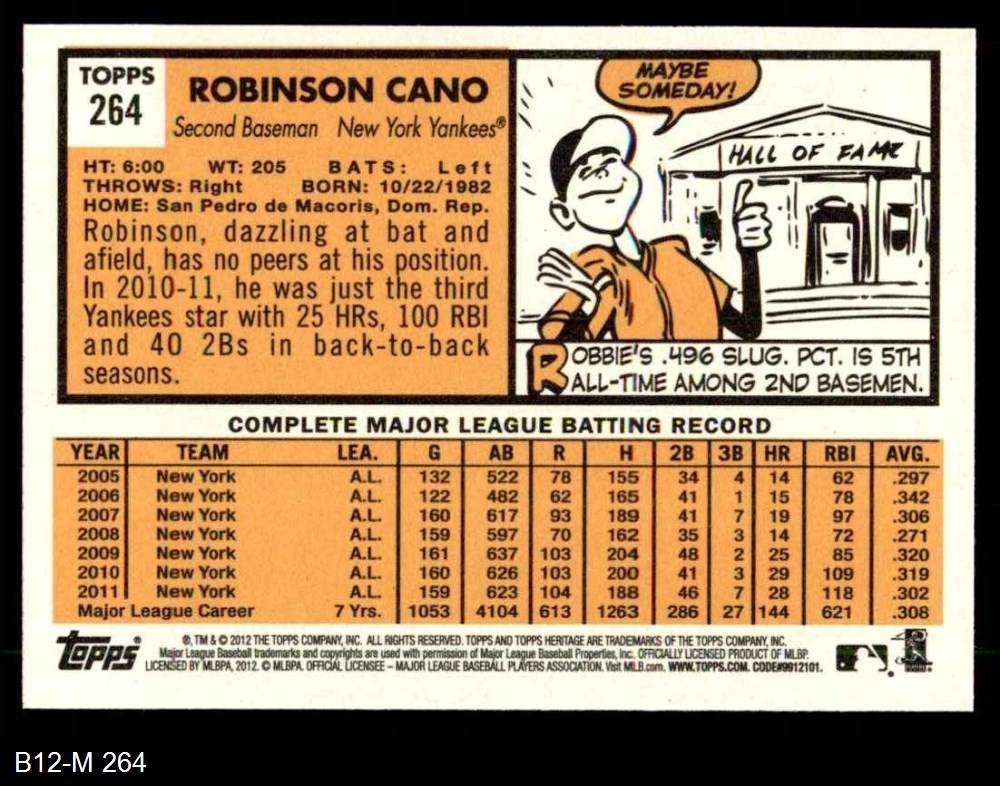 TOPPS
264
ROBINSON CANO
Second Baseman New York Yankees®
HT: 6:00 WT: 205 BATS: Left
THROWS: Right BORN: 10/22/1982
HOME: San Pedro de Macoris, Dom. Rep.
Robinson, dazzling at bat and
afield, has no peers at his position.
In 2010-11, he was just the third
Yankees star with 25 HRs, 100 RBI
and 40 2Bs in back-to-back
seasons.
MAYBE
SOMEDAY!
HALL OF FAME
ROBBIE'S .496 SLUG. PCT. IS 5TH
ALL-TIME AMONG 2ND BASEMEN.
COMPLETE MAJOR LEAGUE BATTING RECORD
YEAR TEAM LEA. G AB R H 2B 3B HR RBI AVG.
2005 New York A.L. 132 522 78 155 34 4 14 62 .297
2006 New York A.L. 122 482 62 165 41 1 15 78 .342
2007 New York A.L. 160 617 93 189 41 7 19 97 .306
2008 New York A.L. 159 597 70 162 35 3 14 72 .271
2009 New York A.L. 161 637 103 204 48 2 25 85 .320
2010 New York A.L. 160 626 103 200 41 3 29 109 .319
2011 New York A.L. 159 623 104 188 46 7 28 118 .302
Major League Career 7 Yrs. 1053 4104 613 1263 286 27 144 621 .308
topps®
®, TM & © 2012 THE TOPPS COMPANY, INC. ALL RIGHTS RESERVED. TOPPS AND TOPPS HERITAGE ARE TRADEMARKS OF THE TOPPS COMPANY, INC.
Major League Baseball trademarks and copyrights are used with permission of Major League Baseball Properties, Inc. OFFICIALLY LICENSED PRODUCT OF MLBP.
LICENSED BY MLBPA, 2012. © MLBPA. OFFICIAL LICENSEE – MAJOR LEAGUE BASEBALL PLAYERS ASSOCIATION. Visit MLB.com. WWW.TOPPS.COM. CODE#9912101.
B12-M 264